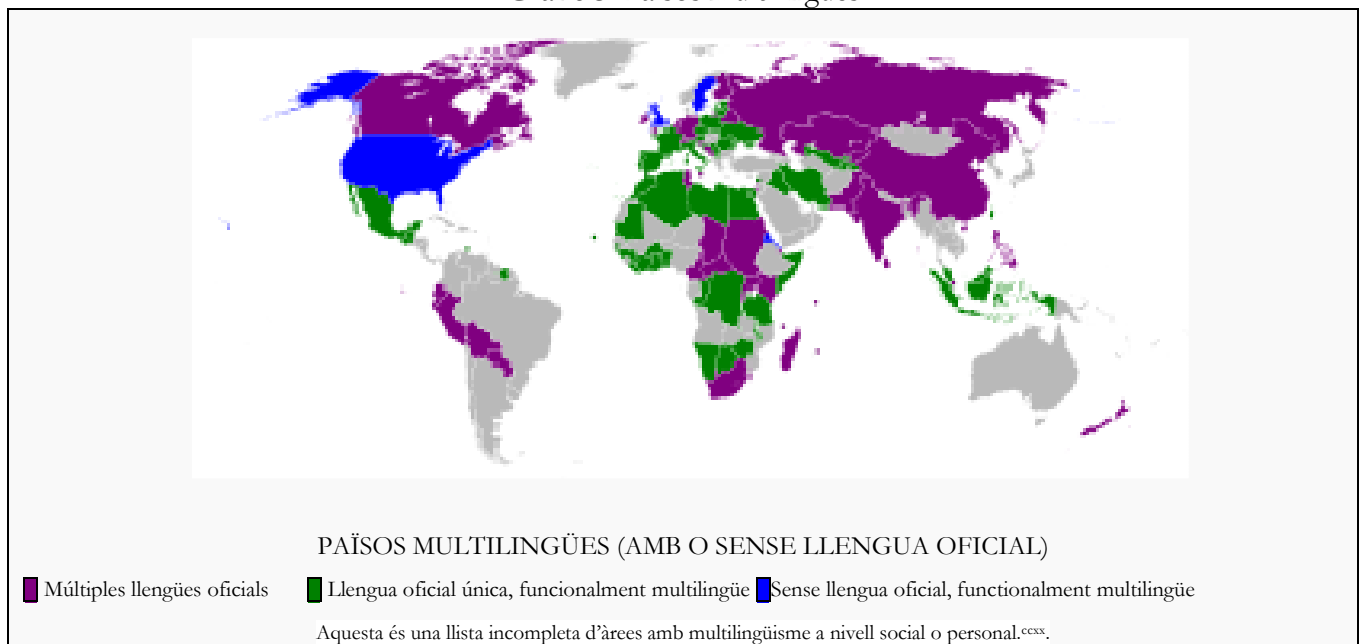 PAÏSOS MULTILINGÜES (AMB O SENSE LLENGUA OFICIAL)
Múltiples llengües oficials Llengua oficial única, funcionalment multilingüe Sense llengua oficial, functionalment multilingüe
Aquesta és una llista incompleta d'àrees amb multilingüisme a nivell social o personal.ccxx.